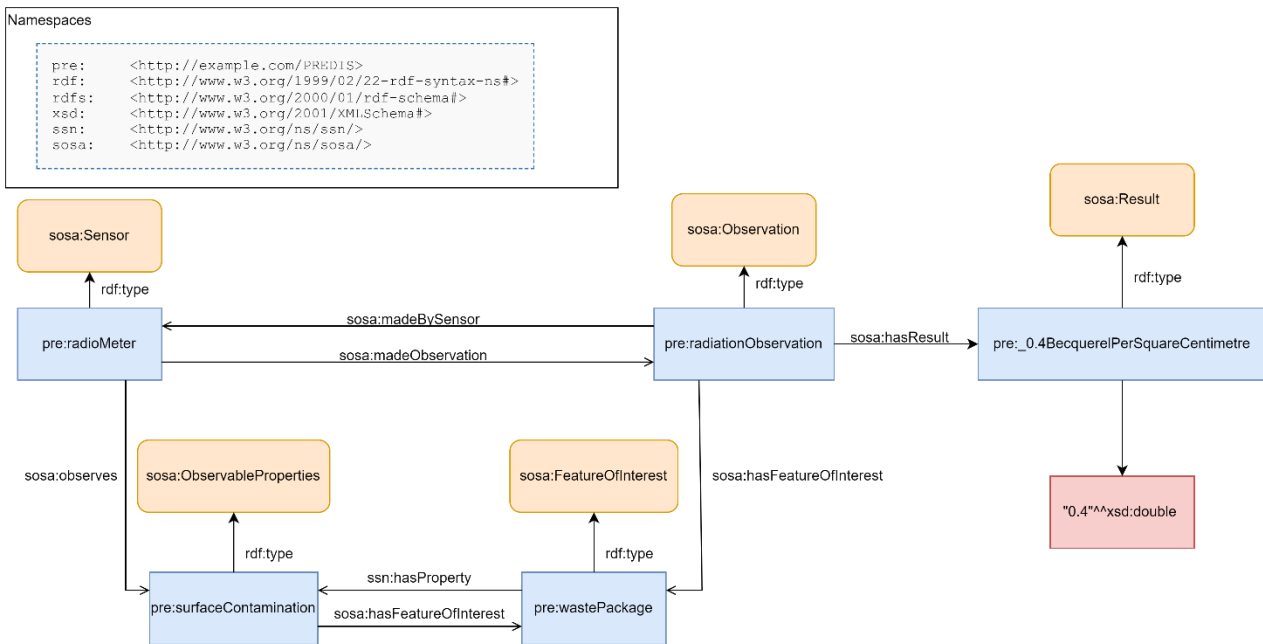 Namespaces
pre: <http://example.com/PREDIS>
rdf: <http://www.w3.org/1999/02/22-rdf-syntax-ns#>
rdfs: <http://www.w3.org/2000/01/rdf-schema#>
xsd: <http://www.w3.org/2001/XMLSchema#>
ssn: <http://www.w3.org/ns/ssn/>
sosa: <http://www.w3.org/ns/sosa/>
sosa:Sensor
sosa:Observation
sosa:Result
rdf:type
rdf:type
rdf:type
pre:radioMeter
sosa:madeBySensor
sosa:madeObservation
pre:radiationObservation
sosa:hasResult
pre:_0.4BecquerelPerSquareCentimetre
sosa:observes
sosa:ObservableProperties
sosa:FeatureOfInterest
sosa:hasFeatureOfInterest
"0.4"^^xsd:double
rdf:type
rdf:type
pre:surfaceContamination
ssn:hasProperty
sosa:hasFeatureOfInterest
pre:wastePackage